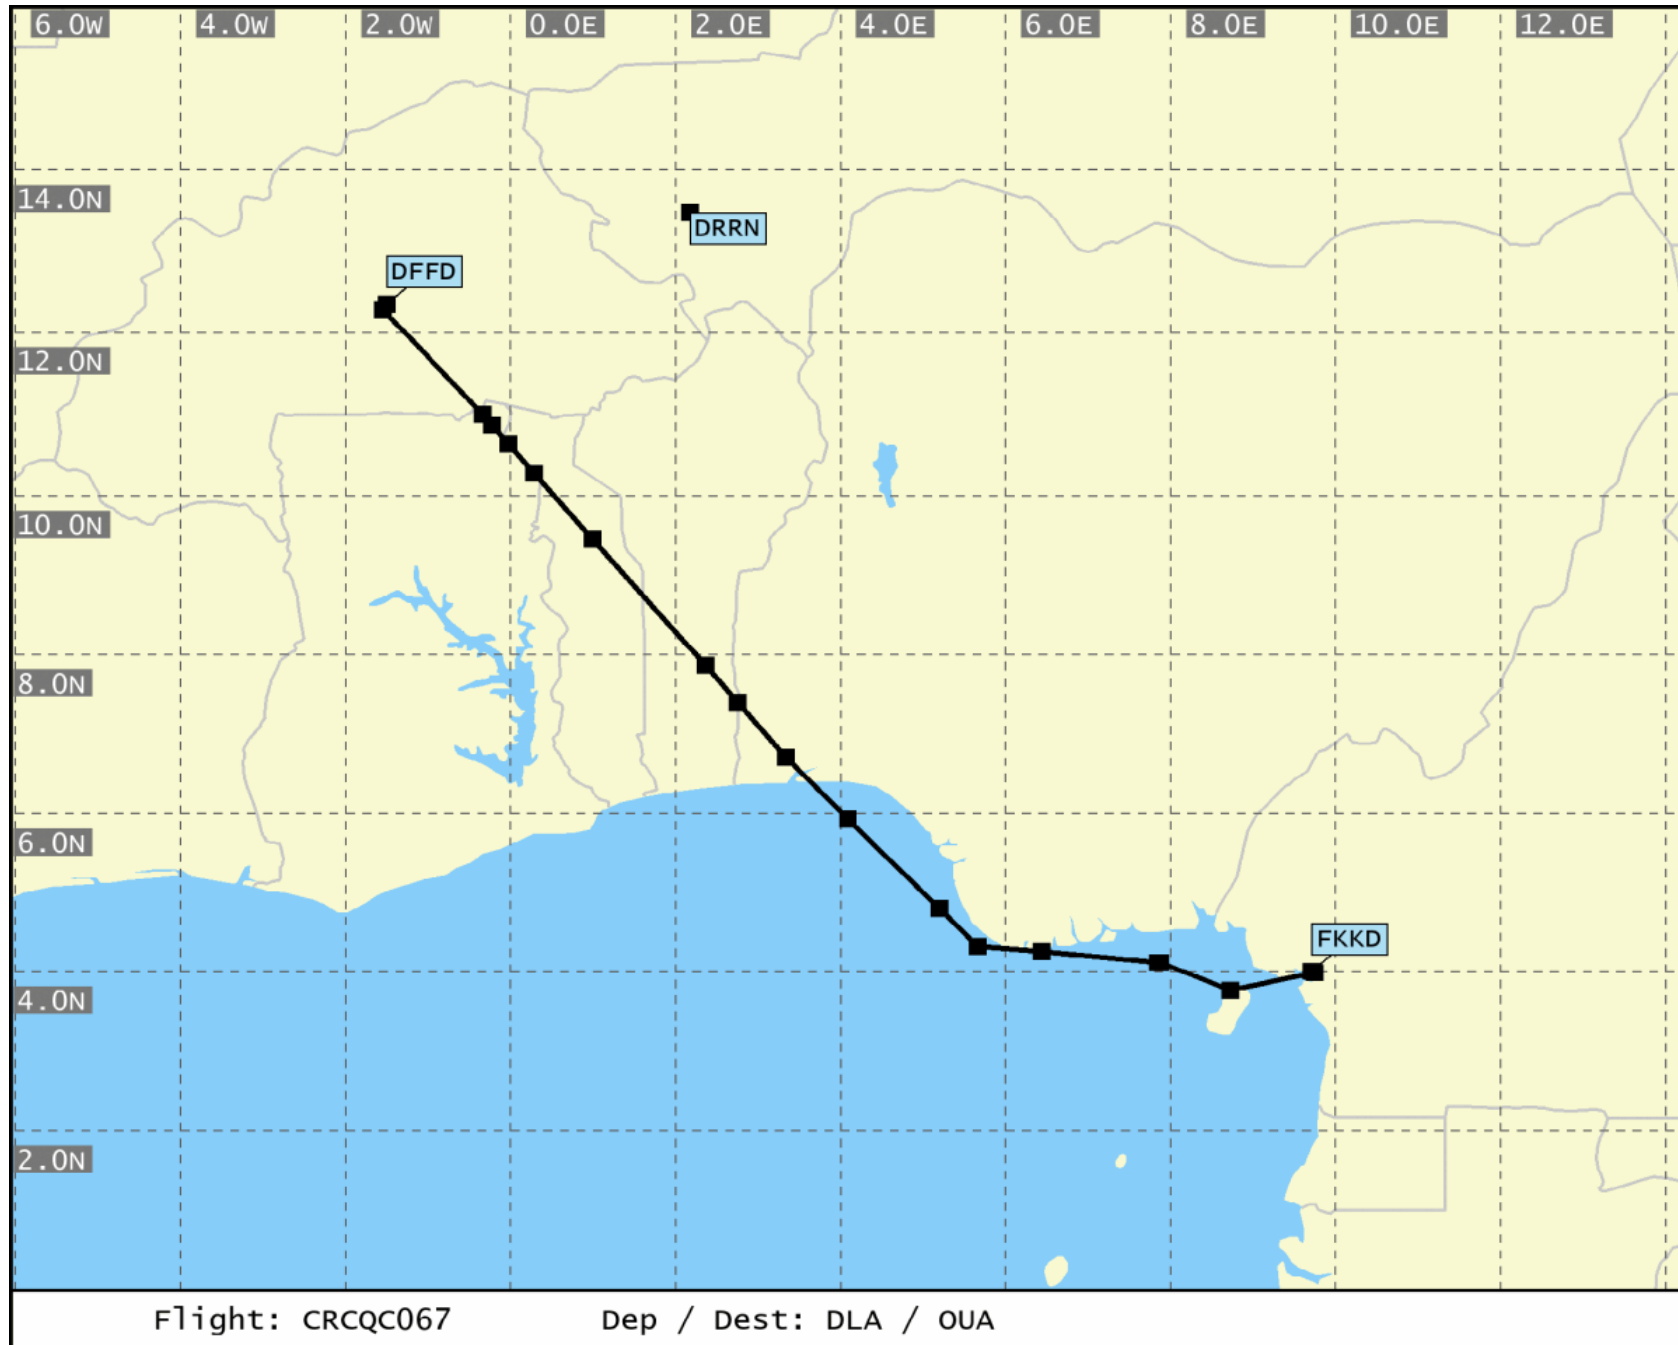 6.0W 4.0W 2.0W 0.0E 2.0E 4.0E 6.0E 8.0E 10.0E 12.0E
14.0N
DRRN
DFFD
12.0N
10.0N
8.0N
6.0N
FKKD
4.0N
2.0N
Flight: CRCQC067 Dep / Dest: DLA / OUA